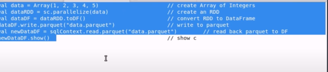 val data = Array(1, 2, 3, 4, 5) // create Array of Integers
val dataRDD = sc.parallelize(data) // create an RDD
val dataDF = dataRDD.toDF() // convert RDD to DataFrame
dataDF.write.parquet("data.parquet") // write to parquet
val newDataDF = sqlContext.read.parquet("data.parquet") // read back parquet to DF
newDataDF.show() // show c